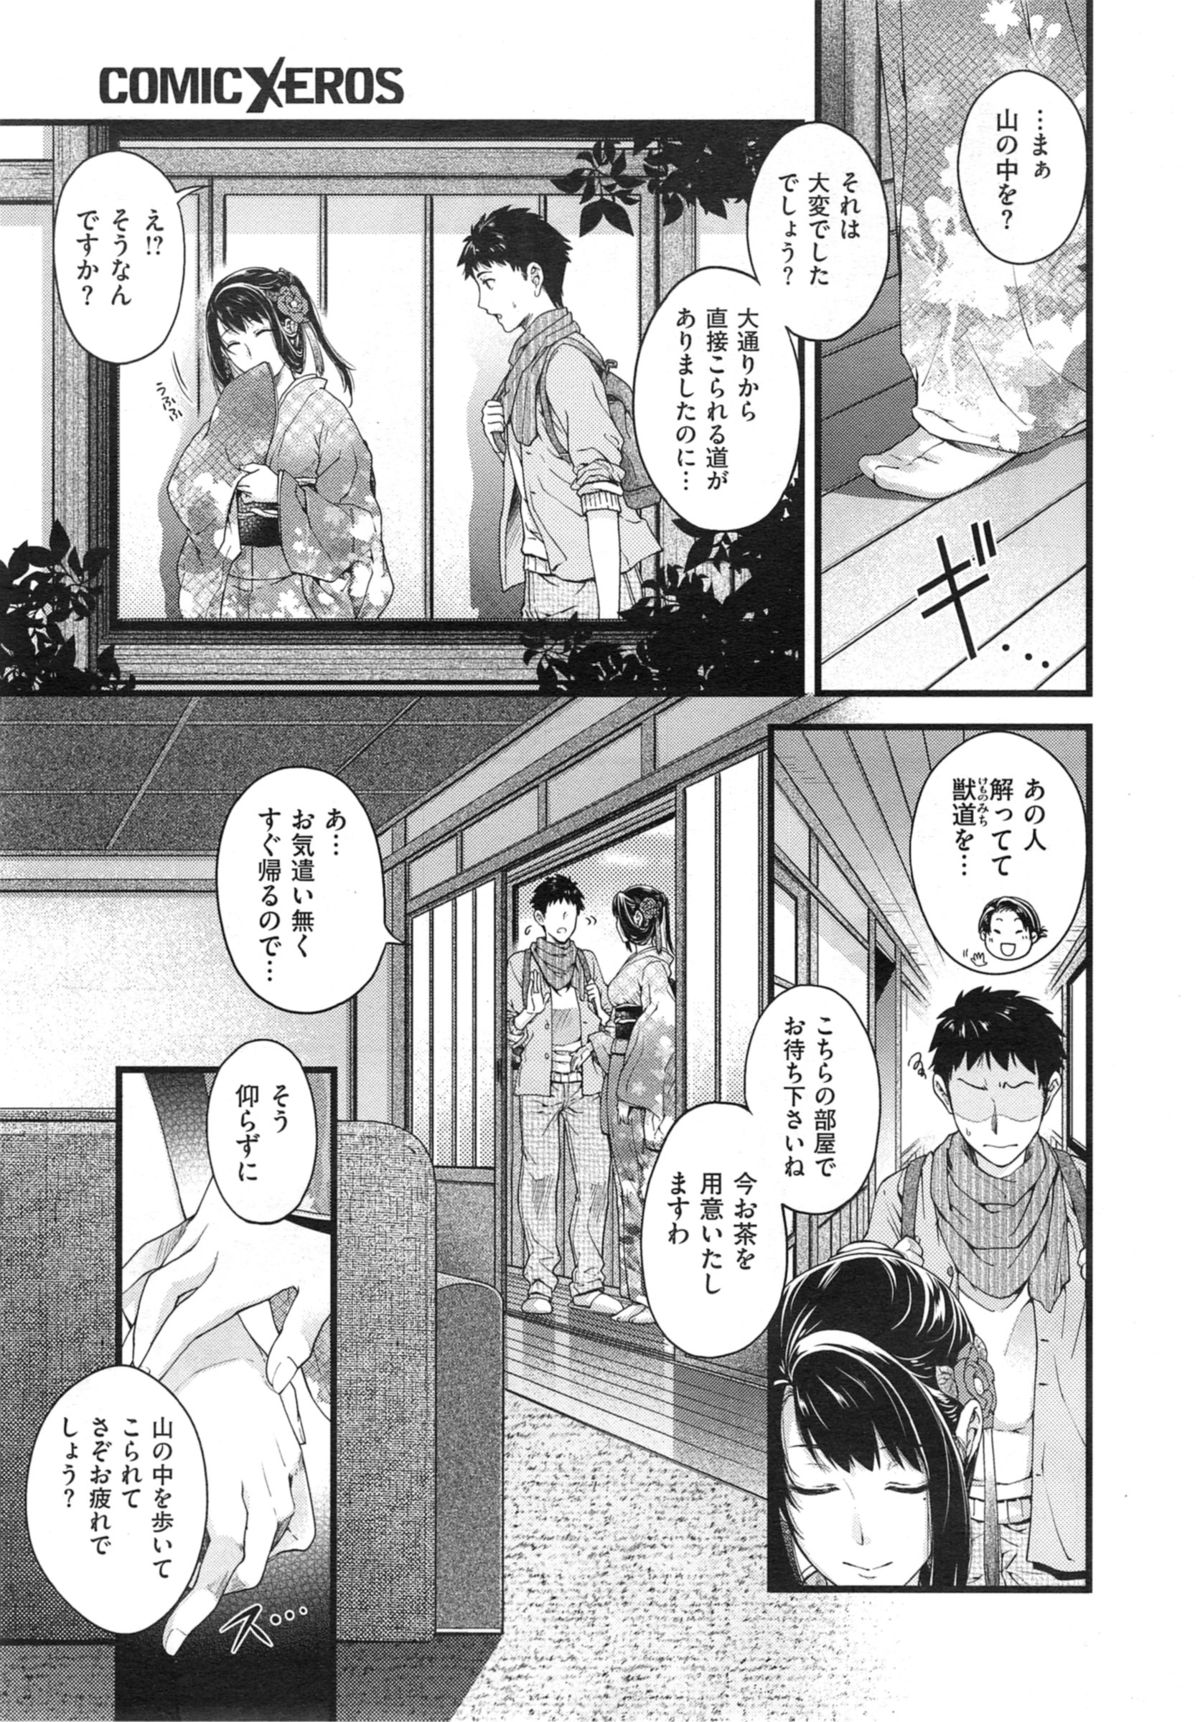 COMIC XEROS
…まぁ
山の中を？
それは
大変でした
でしょう？
大通りから
直接こられる道が
ありましたのに…
え!?
そうなん
ですか？
うふふ
ギ…
あの人
解ってて
獣道を…
けものみち
こちらの部屋で
お待ち下さいね
今お茶を
用意いたし
ますわ
あ…
お気遣い無く
すぐ帰るので…
そう
仰らずに
山の中を歩いて
こられて
さぞお疲れで
しょう？
ス…